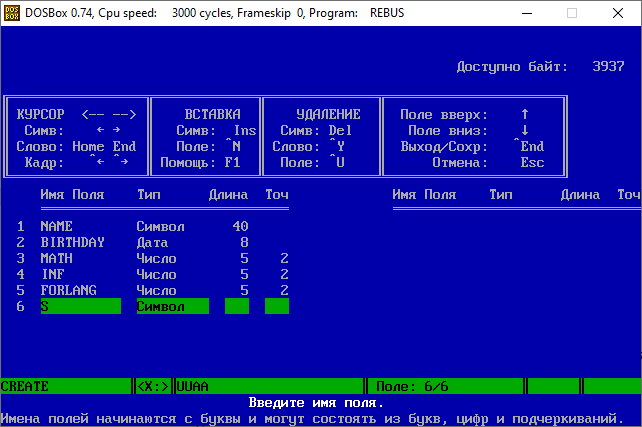 DOSBox 0.74, Cpu speed: 3000 cycles, Frameskip 0, Program: REBUS
Доступно байт: 3937
КУРСОР <-- --> ВСТАВКА УДАЛЕНИЕ Поле вверх: ↑
Симв: ← → Симв: Ins Симв: Del Поле вниз: ↓
Слово: Home End Поле: ^N Слово: ^Y Выход/Сохр: ^End
Кадр: ^← ^→ Помощь: F1 Поле: ^U Отмена: Esc
Имя Поля Тип Длина Точ Имя Поля Тип Длина Точ
1 NAME Символ 40
2 BIRTHDAY Дата 8
3 MATH Число 5 2
4 INF Число 5 2
5 FORLANG Число 5 2
6 S Символ
CREATE <X:> UUAA Поле: 6/6
Введите имя поля.
Имена полей начинаются с буквы и могут состоять из букв, цифр и подчеркиваний.